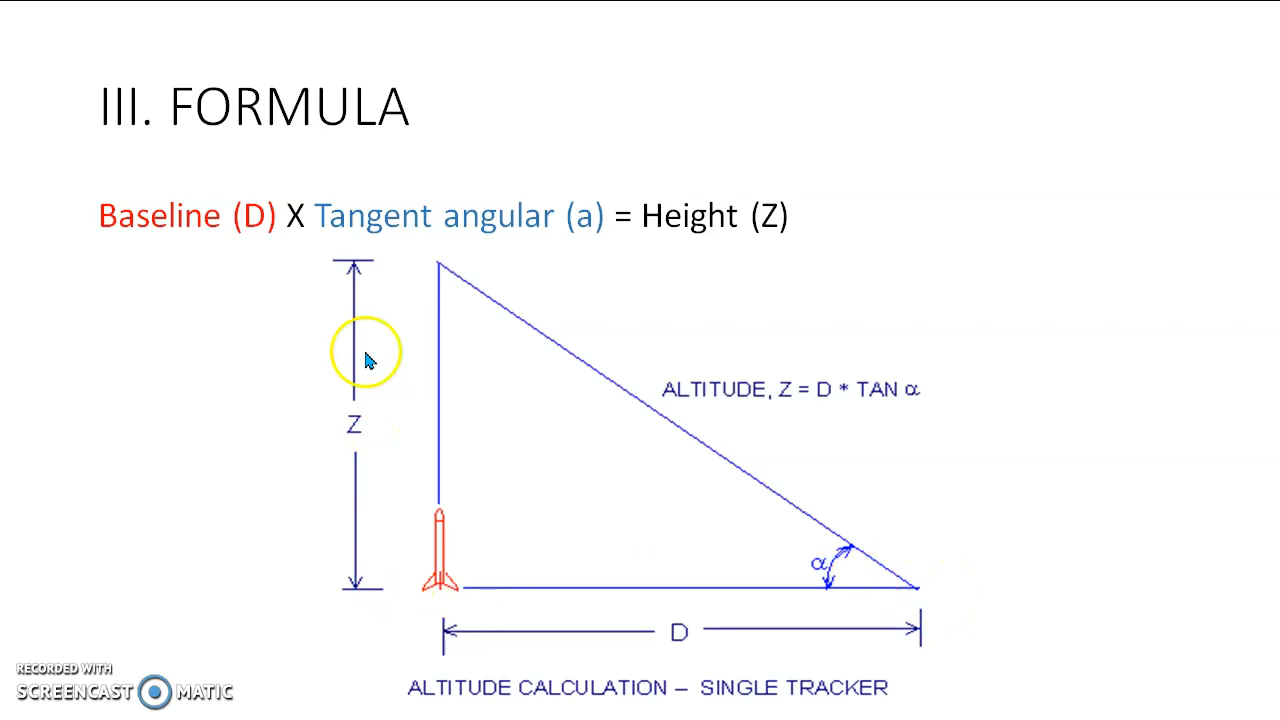 III. FORMULA
Baseline (D) X Tangent angular (a) = Height (Z)
ALTITUDE, Z = D * TAN α
Z
α
D
ALTITUDE CALCULATION – SINGLE TRACKER
RECORDED WITH
SCREENCAST MATIC